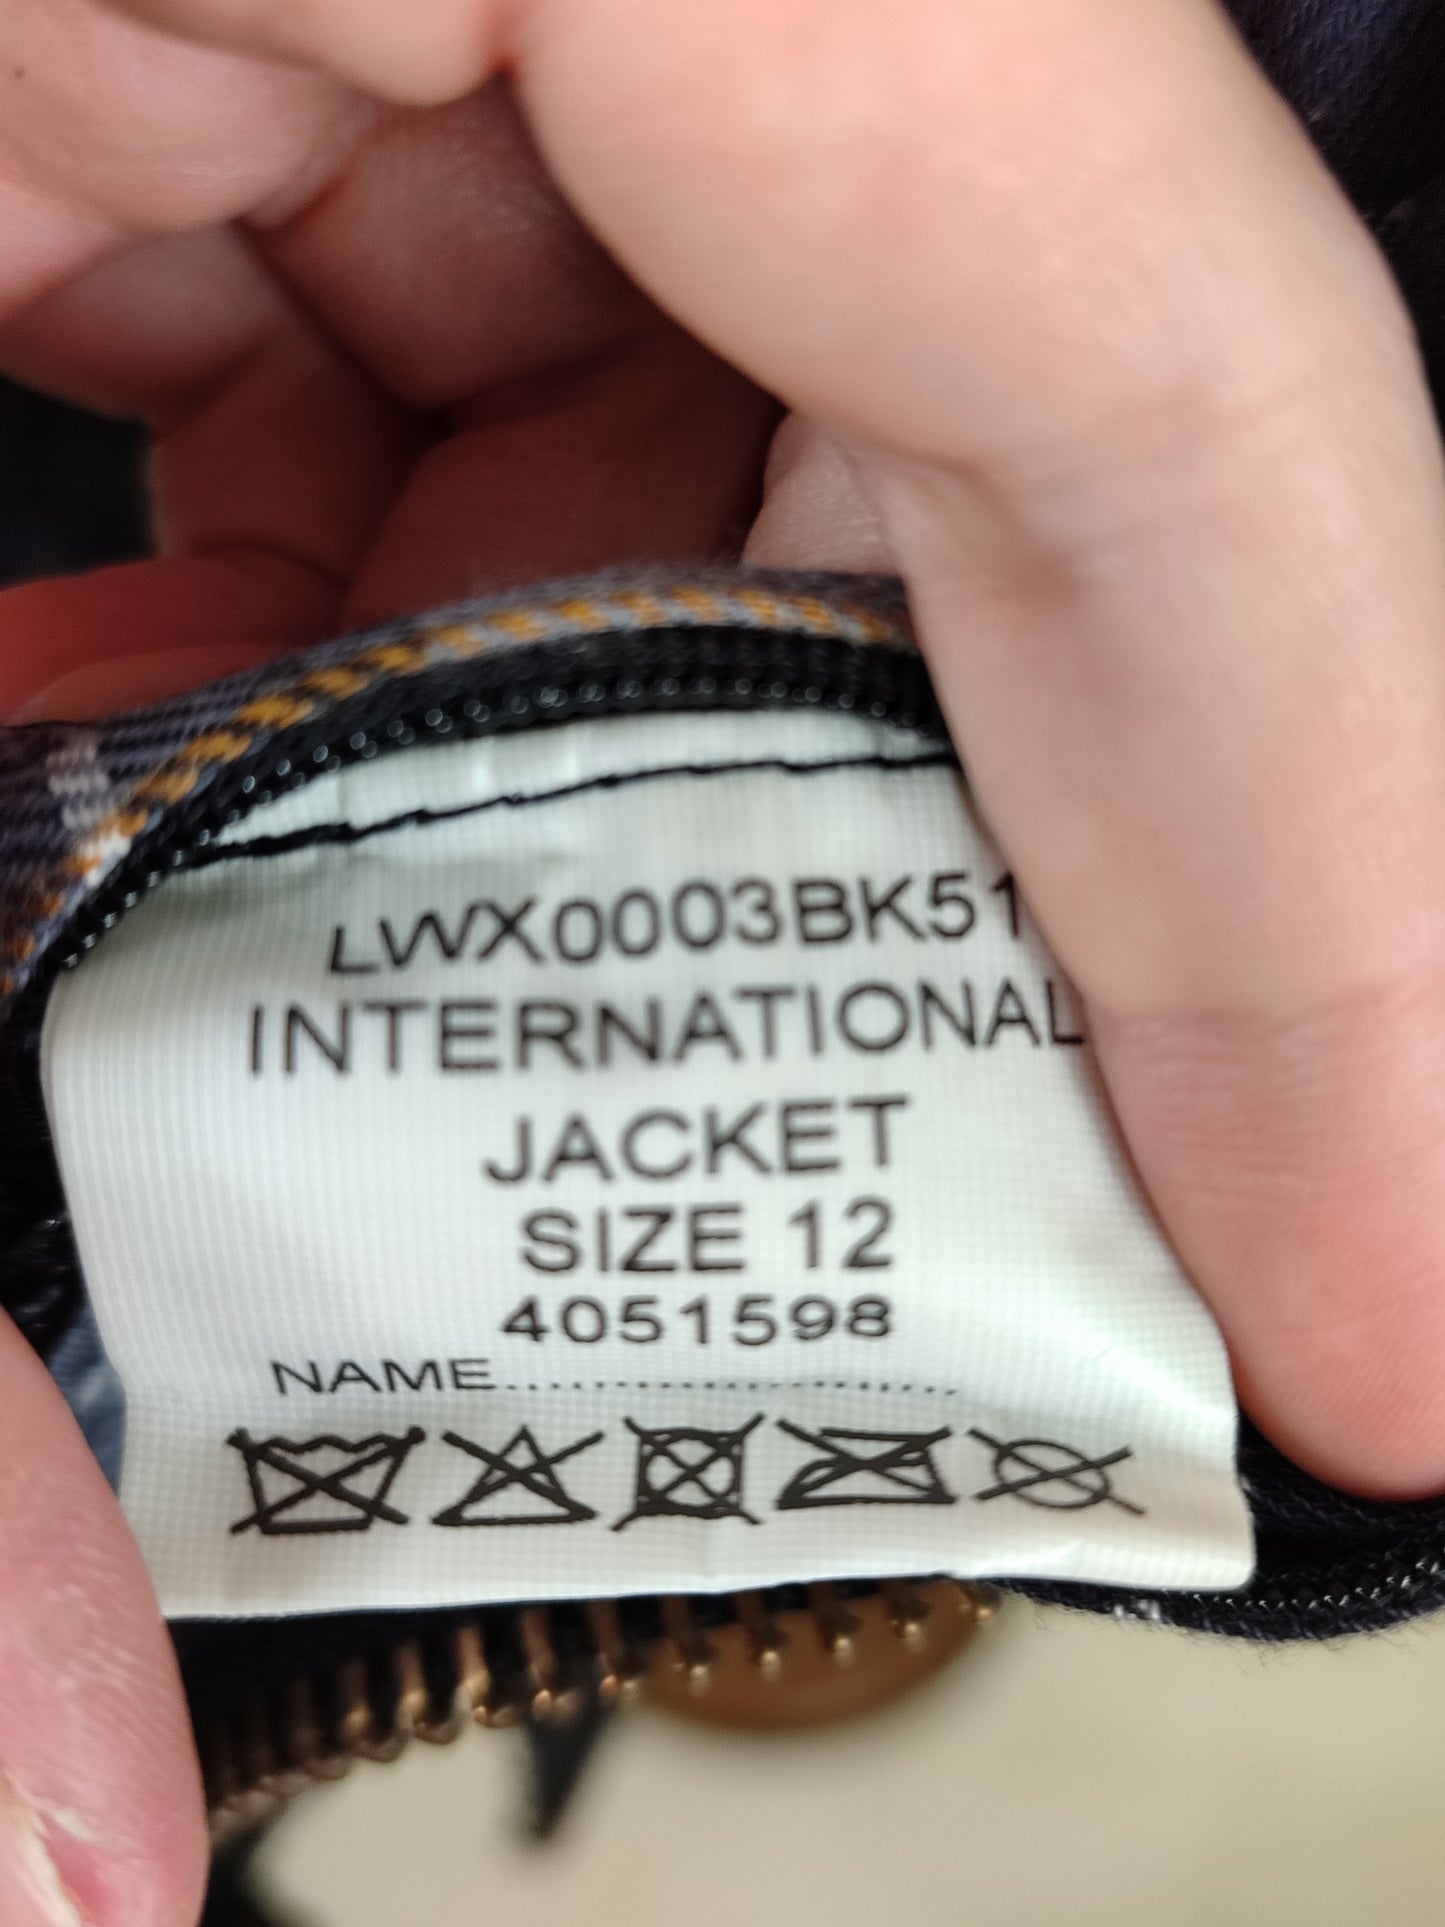 LWX0003BK51
INTERNATIONAL
JACKET
SIZE 12
4051598
NAME.......................